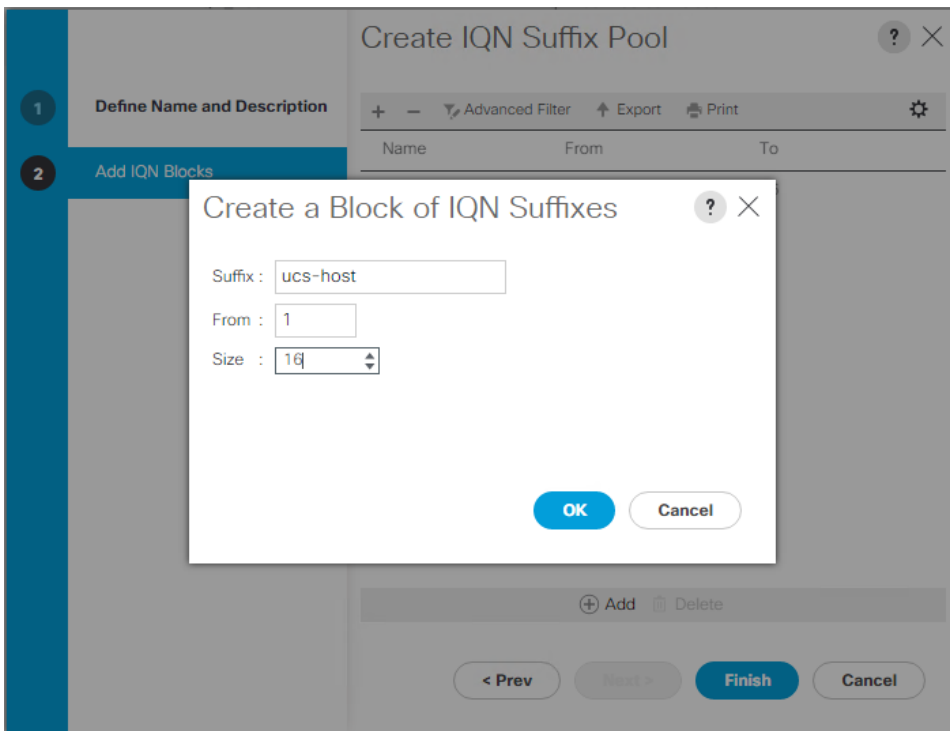 Create IQN Suffix Pool
?
1 Define Name and Description
+ − Advanced Filter Export Print
Name From To
2 Add IQN Blocks
Create a Block of IQN Suffixes
?
Suffix : ucs-host
From : 1
Size : 16
OK Cancel
Add Delete
< Prev Next > Finish Cancel